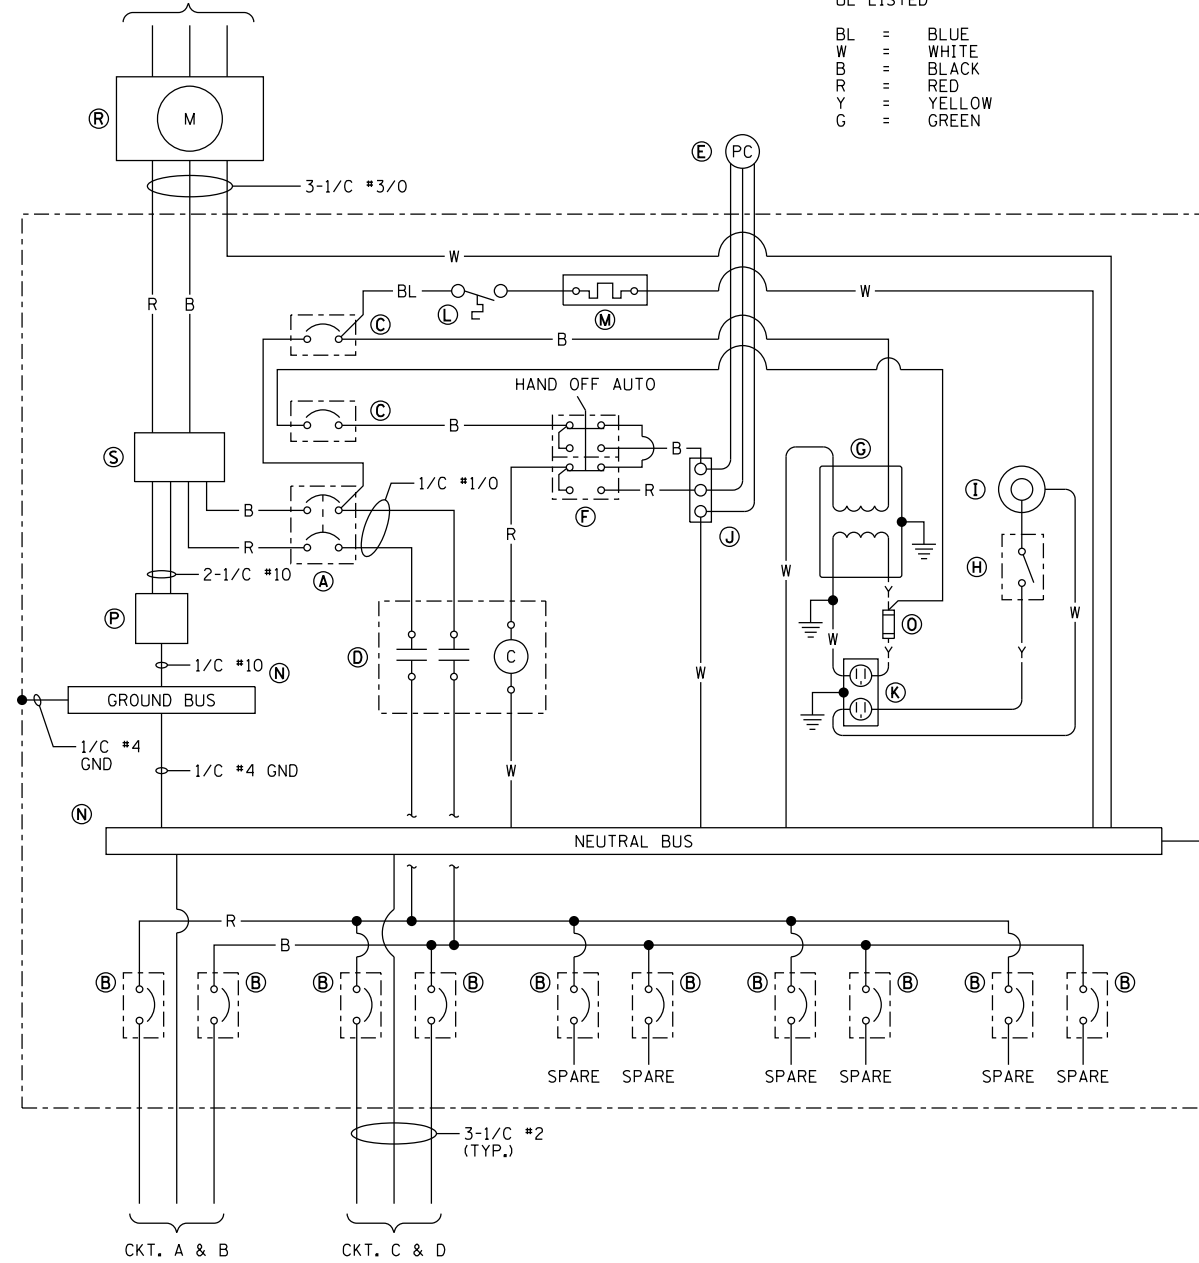 UL LISTED
BL = BLUE
W = WHITE
B = BLACK
R = RED
Y = YELLOW
G = GREEN
R
M
E
PC
3-1/C #3/0
W
R
B
BL
L
M
W
C
B
HAND OFF AUTO
C
B
B
S
G
1/C #1/0
I
B
R
F
R
J
R
A
H
2-1/C #10
W
Y
P
O
W
W
D
C
Y
Y
1/C #10
N
W
K
GROUND BUS
1/C #4
GND
1/C #4 GND
W
N
NEUTRAL BUS
R
B
B
B
B
B
B
B
B
B
B
B
SPARE
SPARE
SPARE
SPARE
SPARE
SPARE
3-1/C #2
(TYP.)
CKT. A & B
CKT. C & D